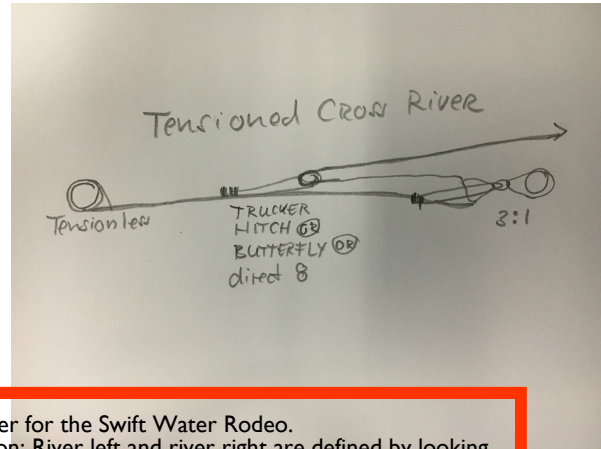 Tensioned Cross River
Tensionless
TRUCKER
HITCH OR
BUTTERFLY OR
direct 8
3:1
er for the Swift Water Rodeo.
on: River left and river right are defined by looking